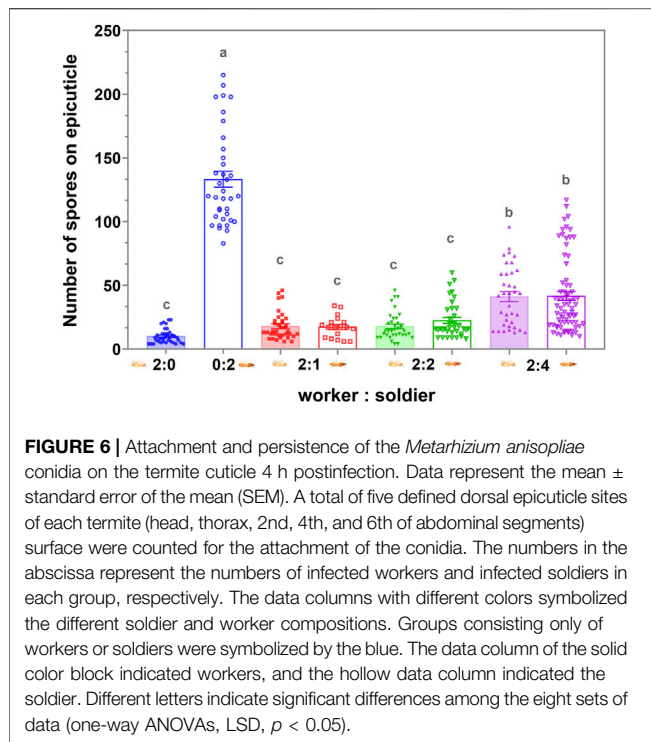 250
200
150
100
50
0
Number of spores on epicuticle
c
a
c
c
c
c
b
b
2:0
0:2
2:1
2:2
2:4
worker : soldier
FIGURE 6 | Attachment and persistence of the Metarhizium anisopliae
conidia on the termite cuticle 4 h postinfection. Data represent the mean ±
standard error of the mean (SEM). A total of five defined dorsal epicuticle sites
of each termite (head, thorax, 2nd, 4th, and 6th of abdominal segments)
surface were counted for the attachment of the conidia. The numbers in the
abscissa represent the numbers of infected workers and infected soldiers in
each group, respectively. The data columns with different colors symbolized
the different soldier and worker compositions. Groups consisting only of
workers or soldiers were symbolized by the blue. The data column of the solid
color block indicated workers, and the hollow data column indicated the
soldier. Different letters indicate significant differences among the eight sets of
data (one-way ANOVAs, LSD, p < 0.05).